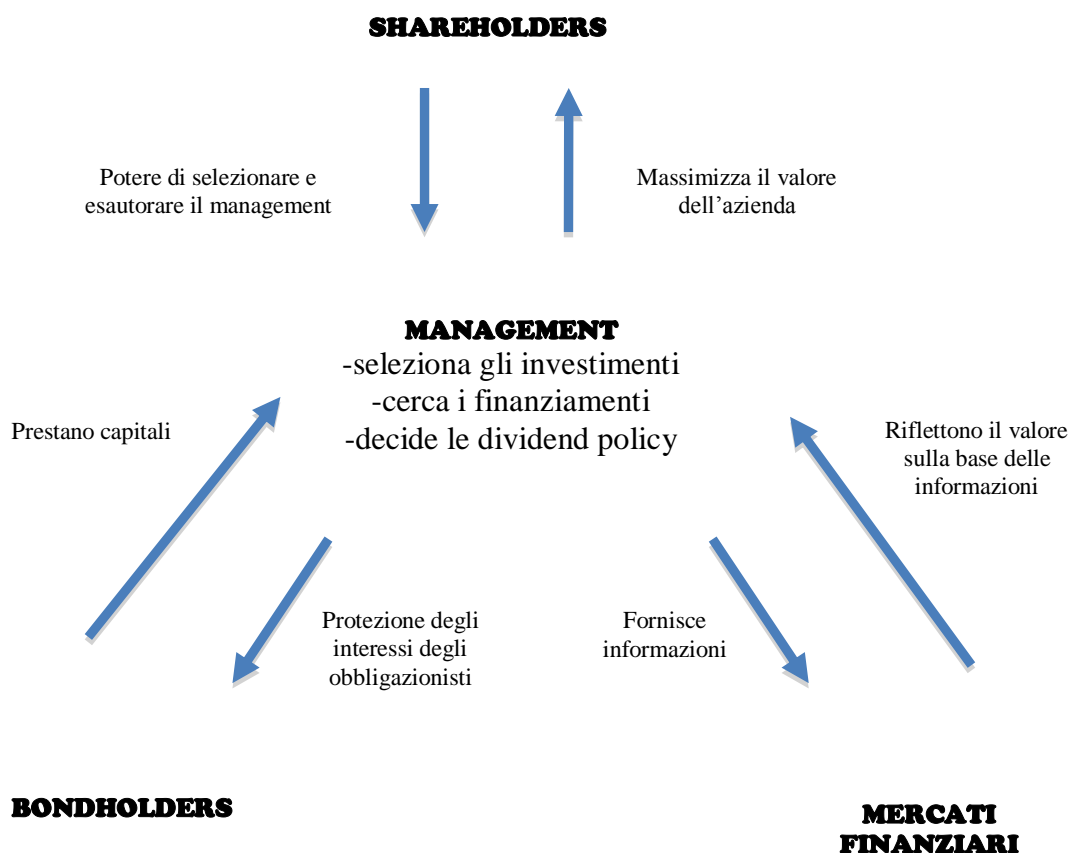 SHAREHOLDERS
Potere di selezionare e
esautorare il management
Massimizza il valore
dell’azienda
MANAGEMENT
-seleziona gli investimenti
-cerca i finanziamenti
-decide le dividend policy
Prestano capitali
Riflettono il valore
sulla base delle
informazioni
Protezione degli
interessi degli
obbligazionisti
Fornisce
informazioni
BONDHOLDERS
MERCATI
FINANZIARI